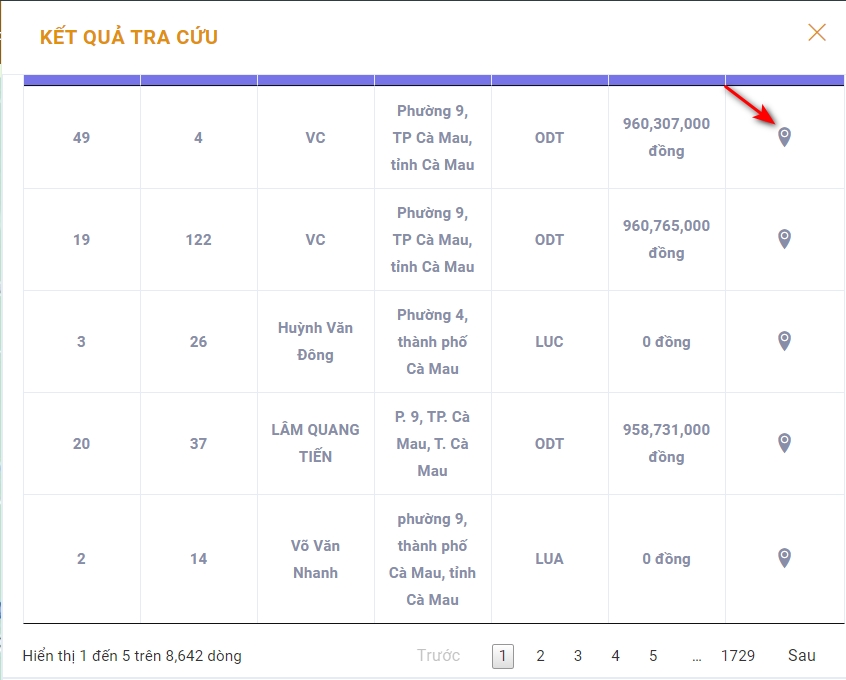 KẾT QUẢ TRA CỨU
49
4
VC
Phường 9,
TP Cà Mau,
tỉnh Cà Mau
ODT
960,307,000
đồng
19
122
VC
Phường 9,
TP Cà Mau,
tỉnh Cà Mau
ODT
960,765,000
đồng
3
26
Huỳnh Văn
Đông
Phường 4,
thành phố
Cà Mau
LUC
0 đồng
20
37
LÂM QUANG
TIẾN
P. 9, TP. Cà
Mau, T. Cà
Mau
ODT
958,731,000
đồng
2
14
Võ Văn
Nhanh
phường 9,
thành phố
Cà Mau, tỉnh
Cà Mau
LUA
0 đồng
Hiển thị 1 đến 5 trên 8,642 dòng
Trước 1 2 3 4 5 ... 1729 Sau